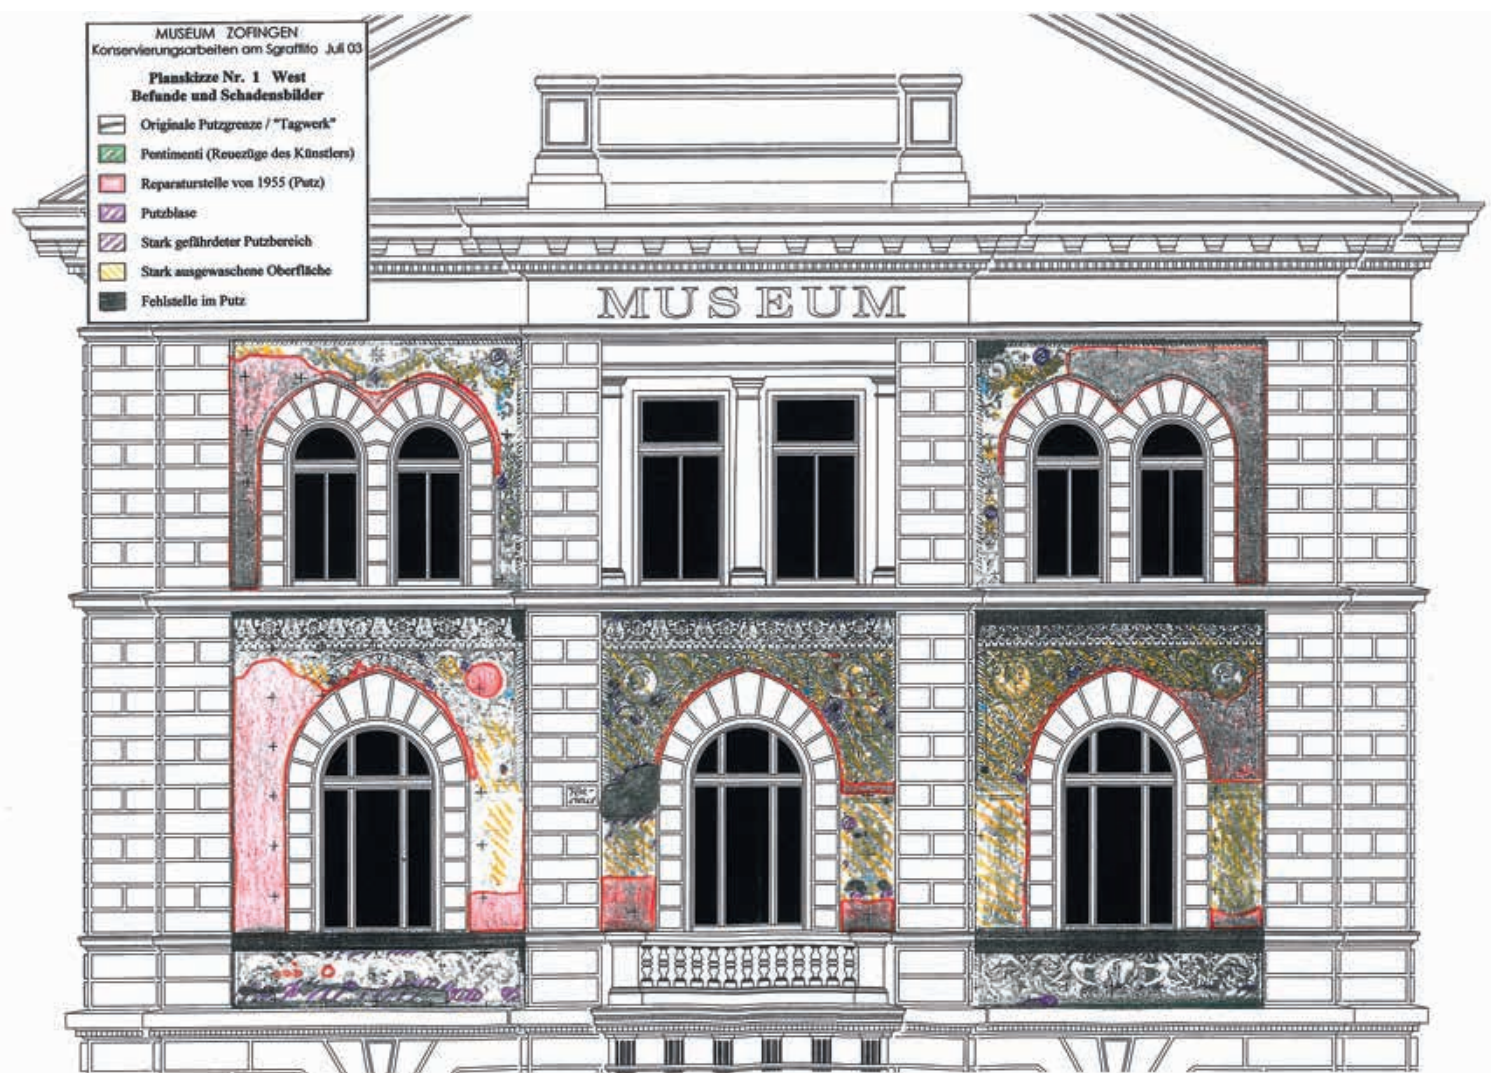 MUSEUM ZOFINGEN
Konservierungsarbeiten am Sgraffito Juli 03
Planskizze Nr. 1 West
Befunde und Schadensbilder
Originale Putzgrenze / "Tagwerk"
Pentimenti (Reuezüge des Künstlers)
Reparaturstelle von 1955 (Putz)
Putzblase
Stark gefährdeter Putzbereich
Stark ausgewaschene Oberfläche
Fehlstelle im Putz
MUSEUM